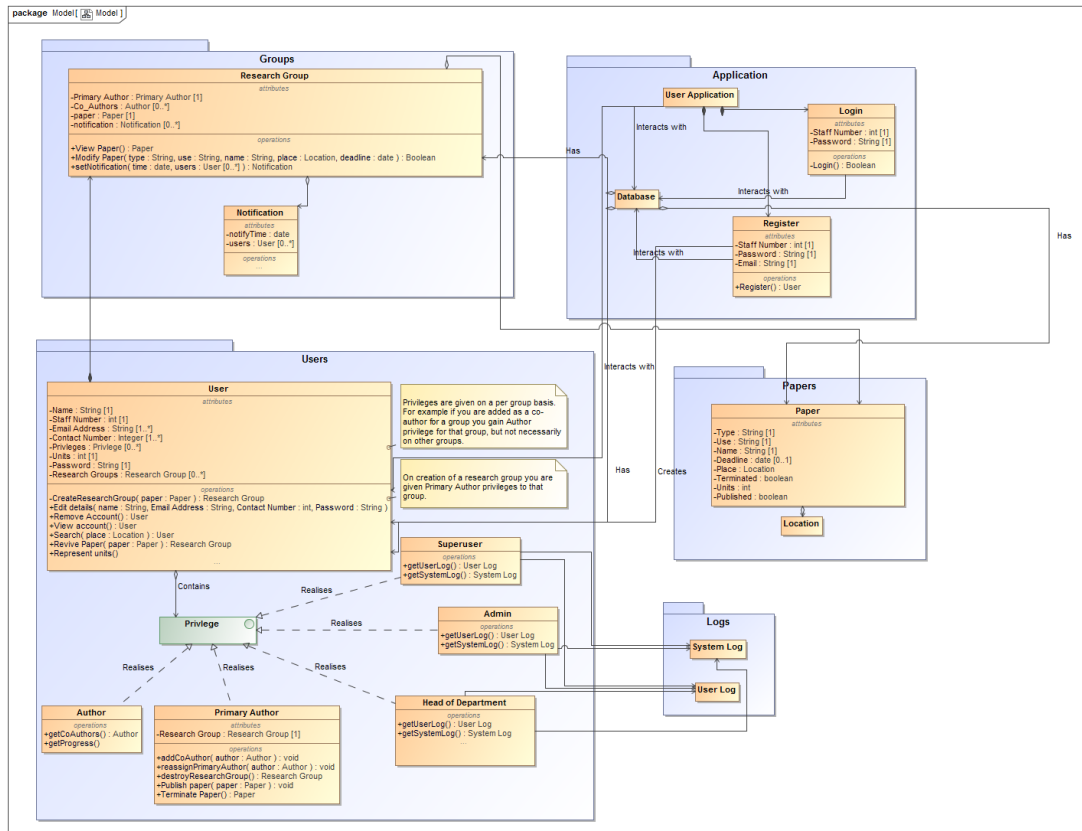 package Model [ Model ]
Groups
Research Group
attributes
-Primary Author : Primary Author [1]
-Co_Authors : Author [0..*]
-paper : Paper [1]
-notification : Notification [0..*]
operations
+View Paper() : Paper
+Modify Paper( type : String, use : String, name : String, place : Location, deadline : date ) : Boolean
+setNotification( time : date, users : User [0..*] ) : Notification
Notification
attributes
-notifyTime : date
-users : User [0..*]
operations
...
Application
User Application
Login
attributes
-Staff Number : int [1]
-Password : String [1]
operations
-Login() : Boolean
Interacts with
Has
Interacts with
Database
Register
attributes
-Staff Number : int [1]
-Password : String [1]
-Email : String [1]
operations
+Register() : User
Interacts with
Has
Users
User
attributes
-Name : String [1]
-Staff Number : int [1]
-Email Address : String [1..*]
-Contact Number : Integer [1..*]
-Privileges : Privilege [0..*]
-Units : int [1]
-Password : String [1]
-Research Groups : Research Group [0..*]
operations
-CreateResearchGroup( paper : Paper ) : Research Group
+Edit details( name : String, Email Address : String, Contact Number : int, Password : String )
+Remove Account() : User
+View account() : User
+Search( place : Location ) : User
+Revive Paper( paper : Paper ) : Research Group
+Represent units()
...
Privileges are given on a per group basis.
For example if you are added as a co-
author for a group you gain Author
privilege for that group, but not necessarily
on other groups.
On creation of a research group you are
given Primary Author privileges to that
group.
Interacts with
Has
Creates
Papers
Paper
attributes
-Type : String [1]
-Use : String [1]
-Name : String [1]
-Deadline : date [0..1]
-Place : Location
-Terminated : boolean
-Units : int
-Published : boolean
Location
Contains
Privilege
Superuser
operations
+getUserLog() : User Log
+getSystemLog() : System Log
Realises
Admin
operations
+getUserLog() : User Log
+getSystemLog() : System Log
Realises
Logs
System Log
User Log
Realises
Realises
Realises
Author
operations
+getCoAuthors() : Author
+getProgress()
Primary Author
attributes
-Research Group : Research Group [1]
operations
+addCoAuthor( author : Author ) : void
+reassignPrimaryAuthor( author : Author ) : void
+destroyResearchGroup() : Research Group
+Publish paper( paper : Paper ) : void
+Terminate Paper() : Paper
Head of Department
operations
+getUserLog() : User Log
+getSystemLog() : System Log
...